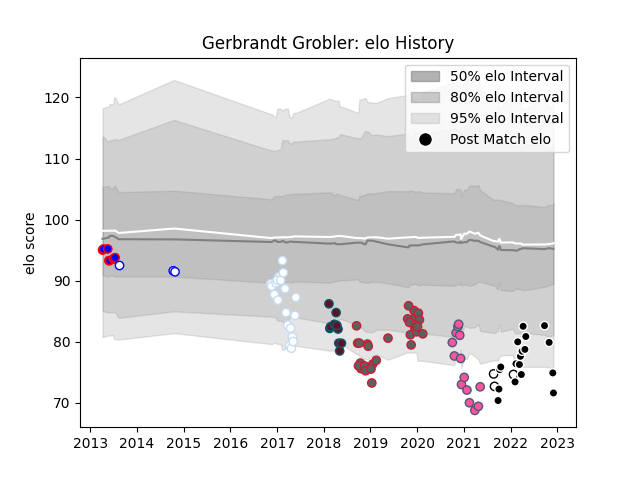 Gerbrandt Grobler: elo History
50% elo Interval
80% elo Interval
95% elo Interval
Post Match elo
elo score
120
110
100
90
80
70
2013 2014 2015 2016 2017 2018 2019 2020 2021 2022 2023